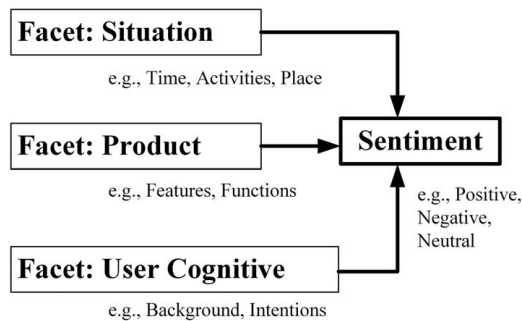 Facet: Situation
e.g., Time, Activities, Place
Facet: Product
e.g., Features, Functions
Sentiment
e.g., Positive,
Negative,
Neutral
Facet: User Cognitive
e.g., Background, Intentions